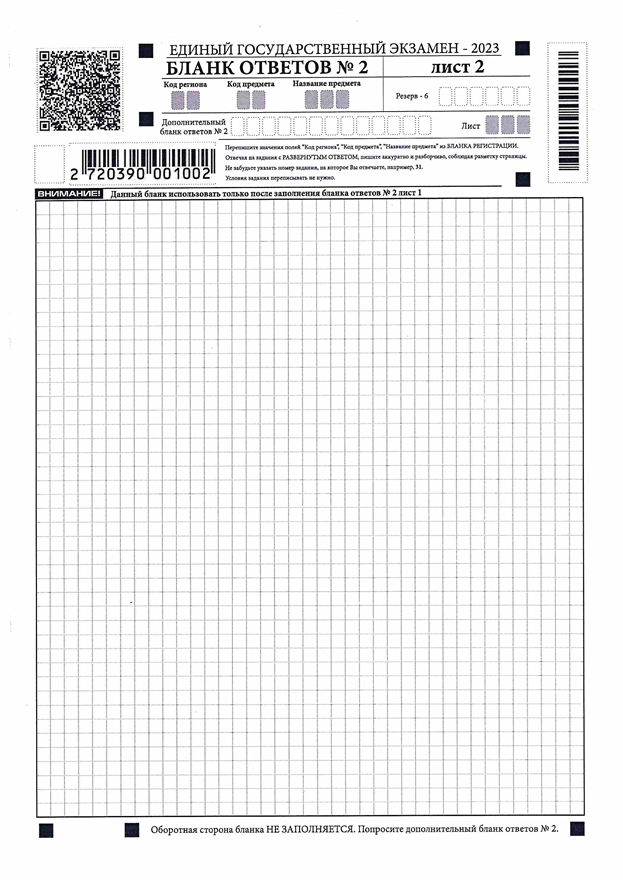 ЕДИНЫЙ ГОСУДАРСТВЕННЫЙ ЭКЗАМЕН - 2023
БЛАНК ОТВЕТОВ № 2 лист 2
Код региона Код предмета Название предмета
Резерв - 6
Дополнительный
бланк ответов № 2
Лист
2 720390 001002
Перепишите значения полей "Код региона", "Код предмета", "Название предмета" из БЛАНКА РЕГИСТРАЦИИ.
Отвечая на задания с РАЗВЕРНУТЫМ ОТВЕТОМ, пишите аккуратно и разборчиво, соблюдая разметку страницы.
Не забудьте указать номер задания, на которое Вы отвечаете, например, 31.
Условия задания переписывать не нужно.
ВНИМАНИЕ! Данный бланк использовать только после заполнения бланка ответов № 2 лист 1
Оборотная сторона бланка НЕ ЗАПОЛНЯЕТСЯ. Попросите дополнительный бланк ответов № 2.